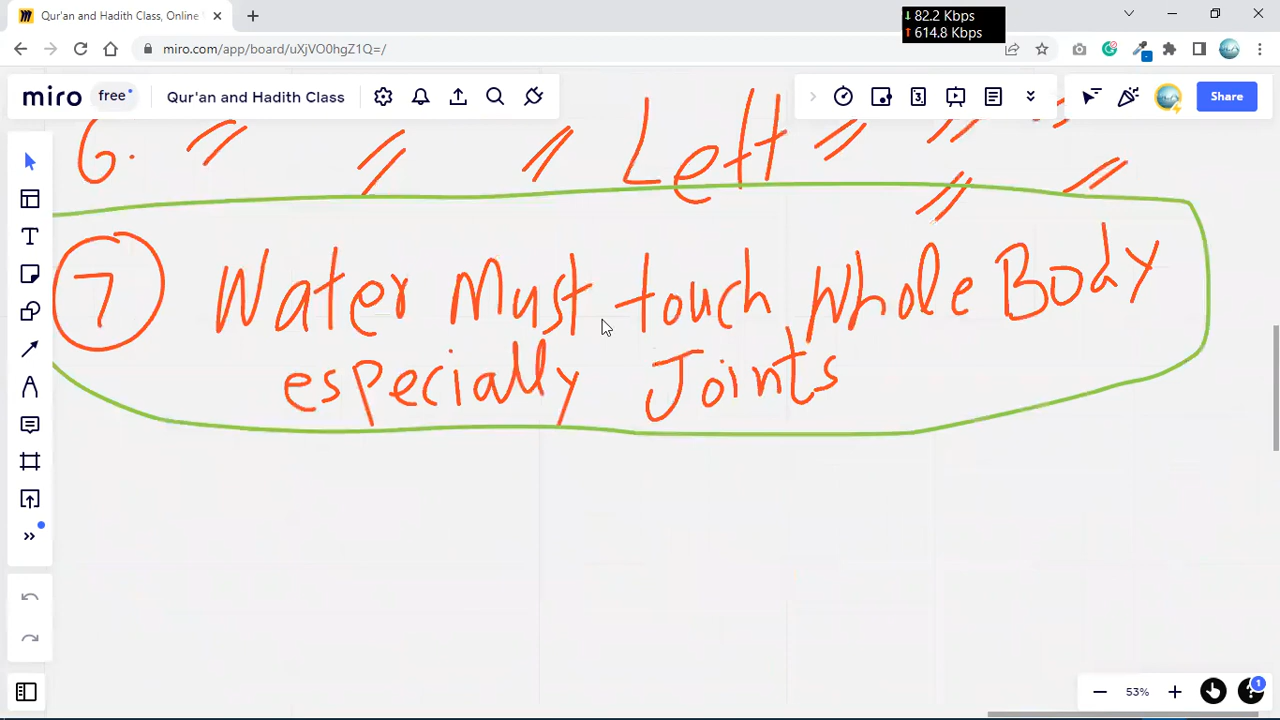 Qur'an and Hadith Class, Online
82.2 Kbps
614.8 Kbps
miro.com/app/board/
miro free Qur'an and Hadith Class Share
6. 〃 〃 〃 Left 〃 〃 〃
〃 〃
7 Water Must touch Whole Body
especially Joints
1
53%